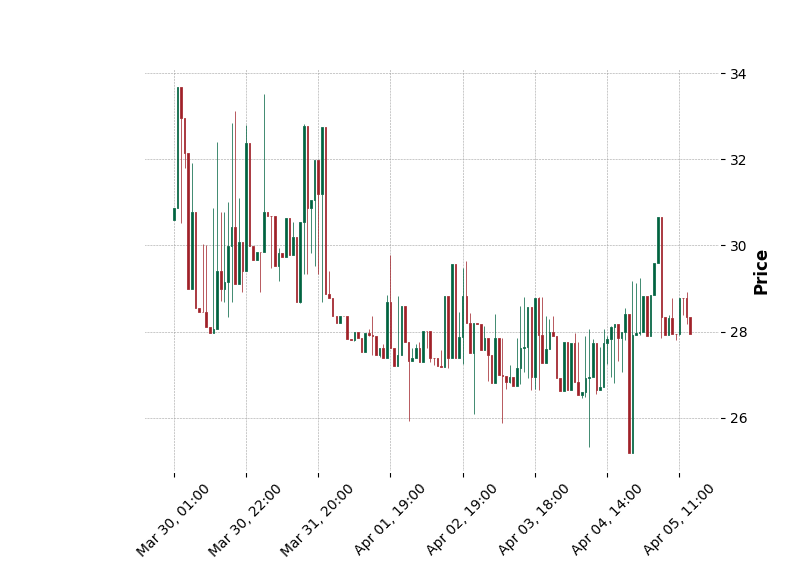 34
32
30
28
26
Price
Mar 30, 01:00
Mar 30, 22:00
Mar 31, 20:00
Apr 01, 19:00
Apr 02, 19:00
Apr 03, 18:00
Apr 04, 14:00
Apr 05, 11:00